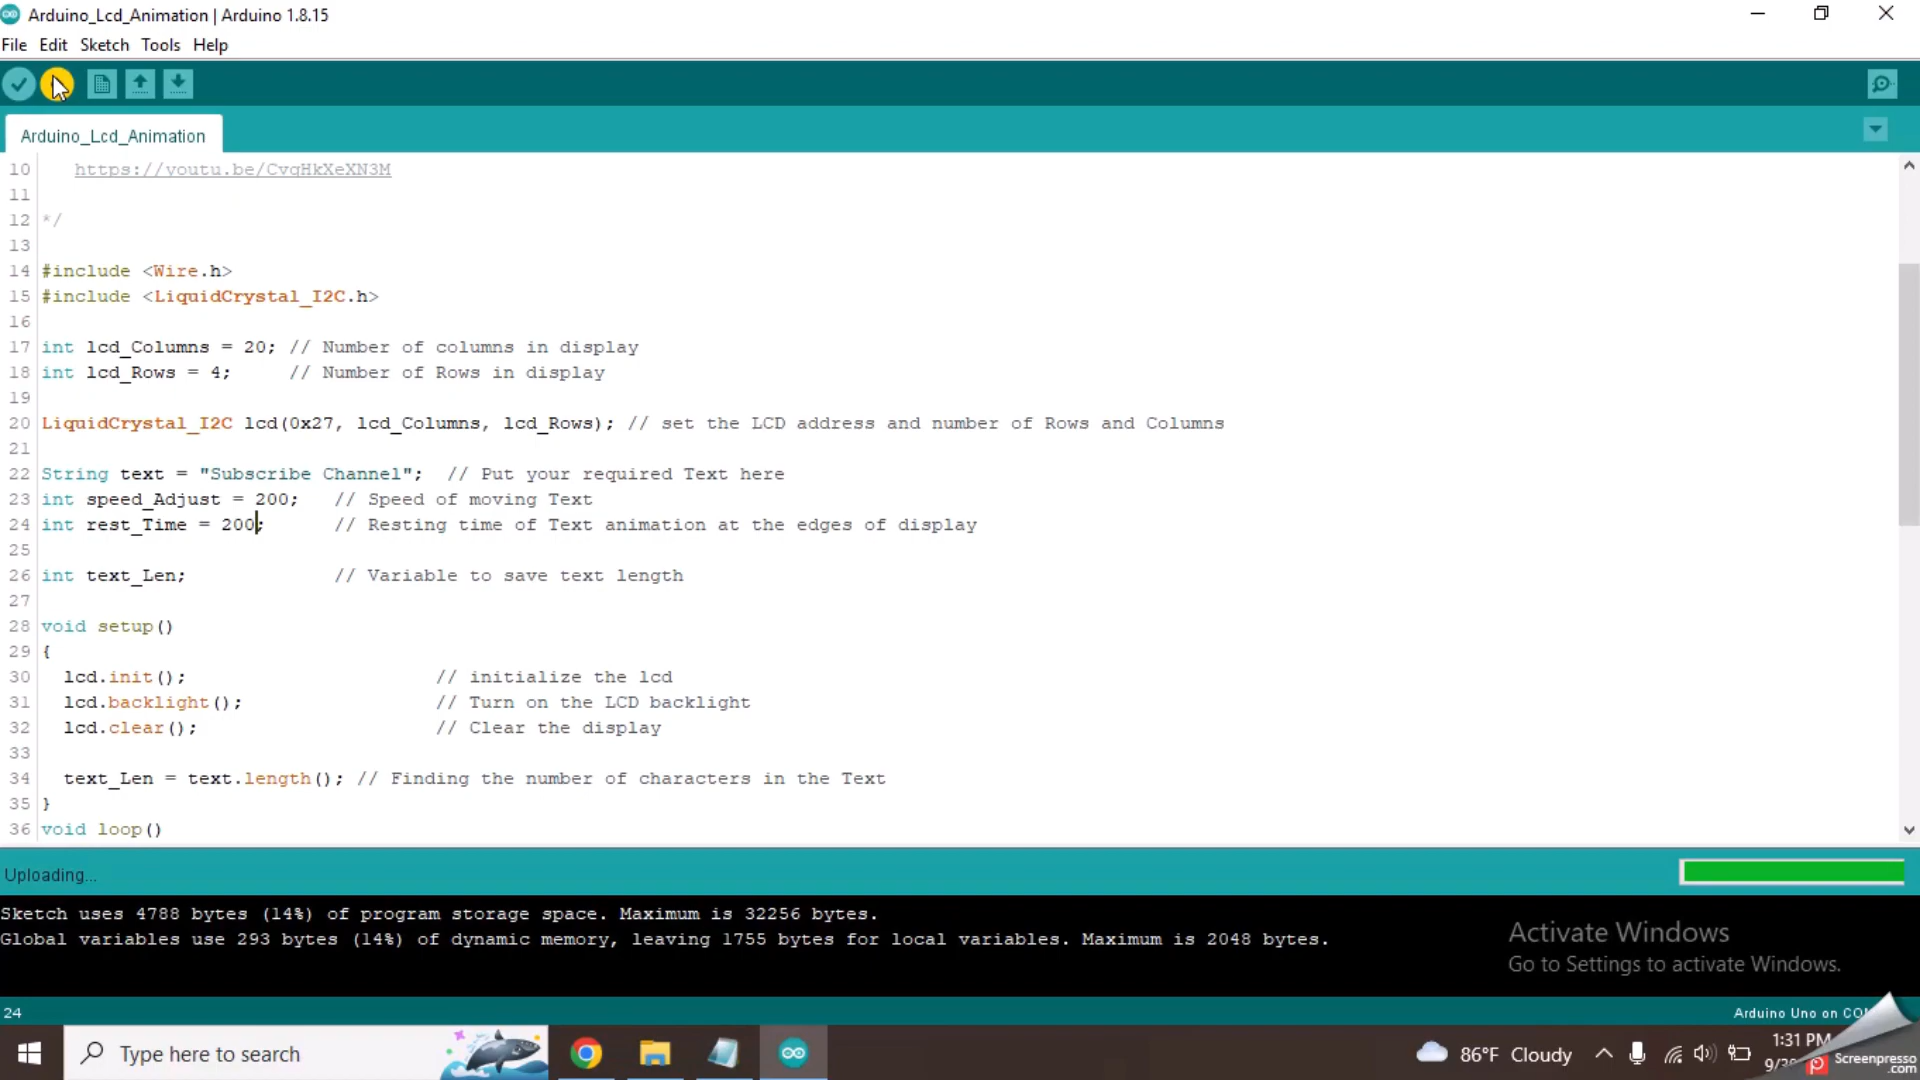 Arduino_Lcd_Animation | Arduino 1.8.15
File Edit Sketch Tools Help
Arduino_Lcd_Animation
10 https://youtu.be/CvqHkXeXN3M
11
12 */
13
14 #include <Wire.h>
15 #include <LiquidCrystal_I2C.h>
16
17 int lcd_Columns = 20; // Number of columns in display
18 int lcd_Rows = 4; // Number of Rows in display
19
20 LiquidCrystal_I2C lcd(0x27, lcd_Columns, lcd_Rows); // set the LCD address and number of Rows and Columns
21
22 String text = "Subscribe Channel"; // Put your required Text here
23 int speed_Adjust = 200; // Speed of moving Text
24 int rest_Time = 200; // Resting time of Text animation at the edges of display
25
26 int text_Len; // Variable to save text length
27
28 void setup()
29 {
30 lcd.init(); // initialize the lcd
31 lcd.backlight(); // Turn on the LCD backlight
32 lcd.clear(); // Clear the display
33
34 text_Len = text.length(); // Finding the number of characters in the Text
35 }
36 void loop()
Uploading...
Sketch uses 4788 bytes (14%) of program storage space. Maximum is 32256 bytes.
Global variables use 293 bytes (14%) of dynamic memory, leaving 1755 bytes for local variables. Maximum is 2048 bytes.
Activate Windows
Go to Settings to activate Windows.
24
Arduino Uno on
Type here to search
86°F Cloudy
1:31 PM
Screenpresso
.com